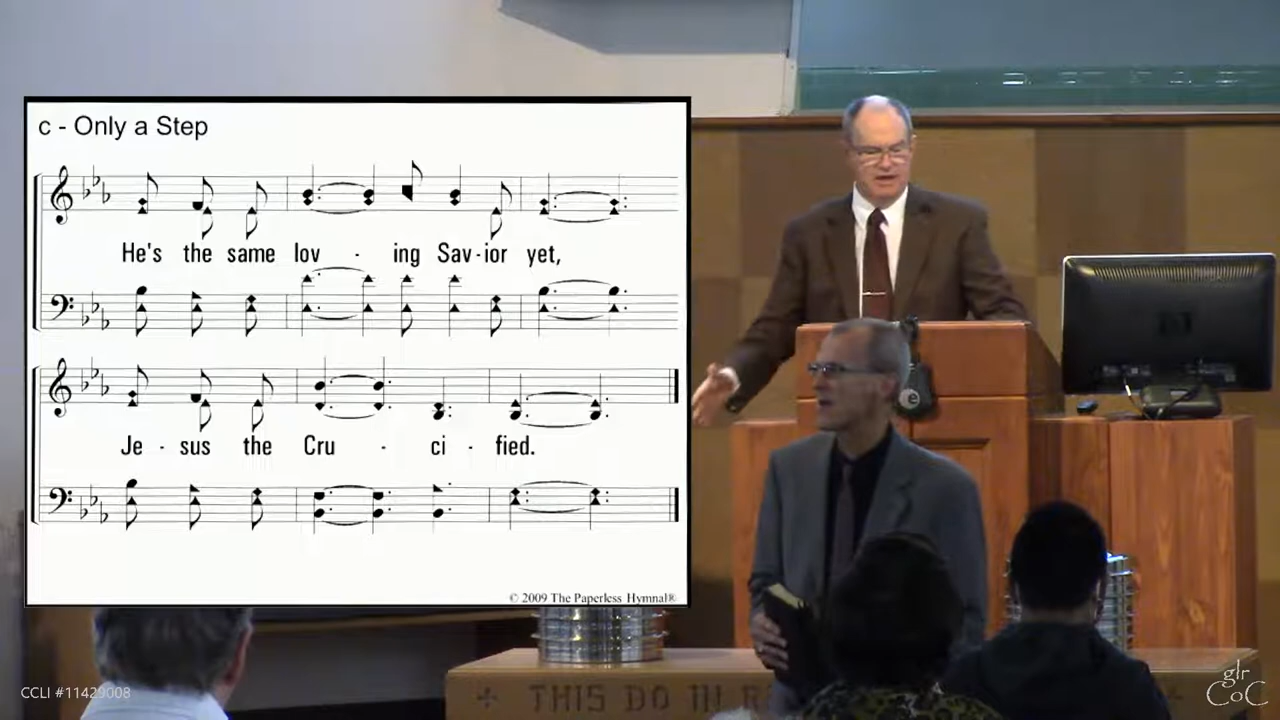 c - Only a Step
He's the same lov - ing Sav - ior yet,
Je - sus the Cru - ci - fied.
© 2009 The Paperless Hymnal®
THIS DO IN R
CCLI #11429008
glr
CoC